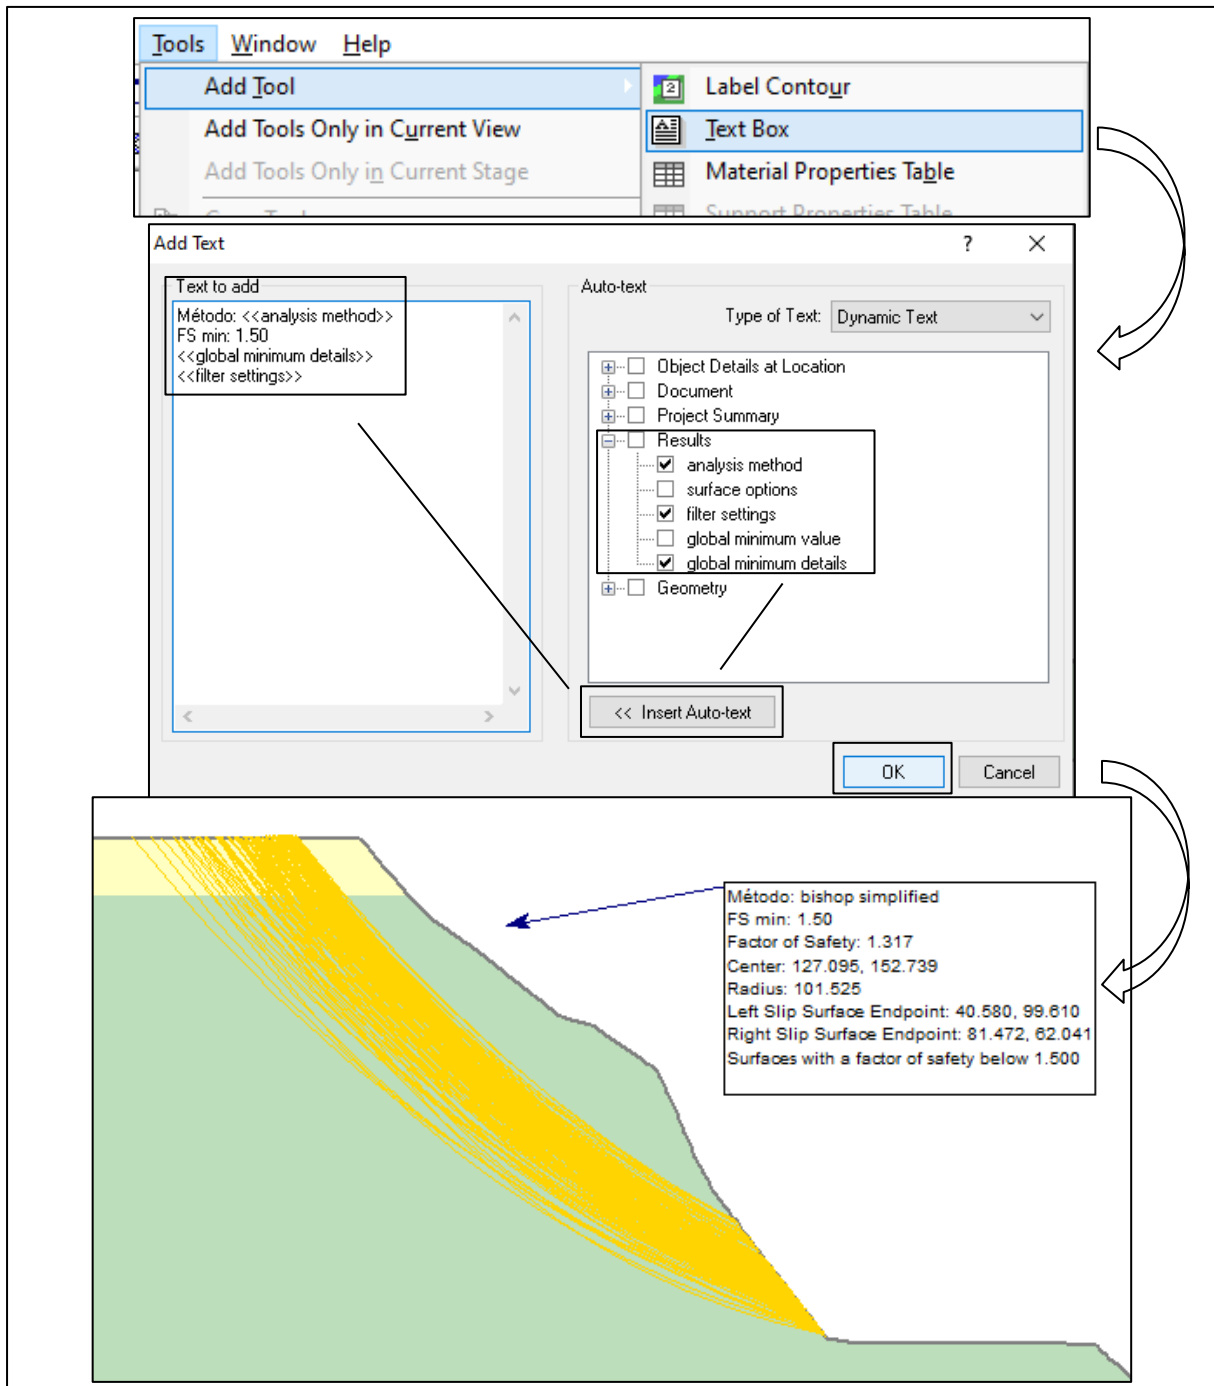 Tools Window Help
Add Tool
Label Contour
Add Tools Only in Current View
Text Box
Add Tools Only in Current Stage
Material Properties Table
Support Properties Table
Add Text
? X
Text to add
Método: <<analysis method>>
FS min: 1.50
<<global minimum details>>
<<filter settings>>
Auto-text
Type of Text: Dynamic Text
Object Details at Location
Document
Project Summary
Results
analysis method
surface options
filter settings
global minimum value
global minimum details
Geometry
<< Insert Auto-text
OK Cancel
Método: bishop simplified
FS min: 1.50
Factor of Safety: 1.317
Center: 127.095, 152.739
Radius: 101.525
Left Slip Surface Endpoint: 40.580, 99.610
Right Slip Surface Endpoint: 81.472, 62.041
Surfaces with a factor of safety below 1.500